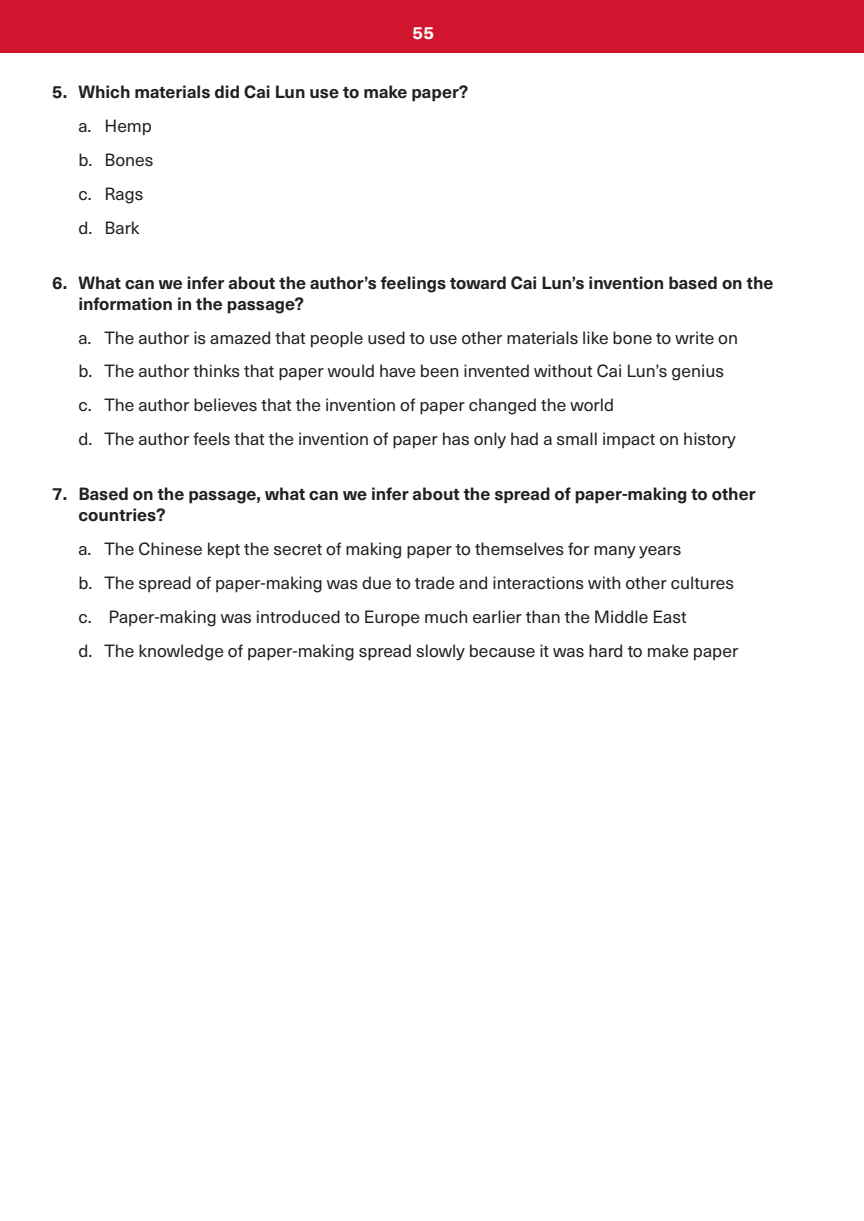 55
5. Which materials did Cai Lun use to make paper?
a. Hemp
b. Bones
c. Rags
d. Bark
6. What can we infer about the author’s feelings toward Cai Lun’s invention based on the
information in the passage?
a. The author is amazed that people used to use other materials like bone to write on
b. The author thinks that paper would have been invented without Cai Lun’s genius
c. The author believes that the invention of paper changed the world
d. The author feels that the invention of paper has only had a small impact on history
7. Based on the passage, what can we infer about the spread of paper-making to other
countries?
a. The Chinese kept the secret of making paper to themselves for many years
b. The spread of paper-making was due to trade and interactions with other cultures
c. Paper-making was introduced to Europe much earlier than the Middle East
d. The knowledge of paper-making spread slowly because it was hard to make paper